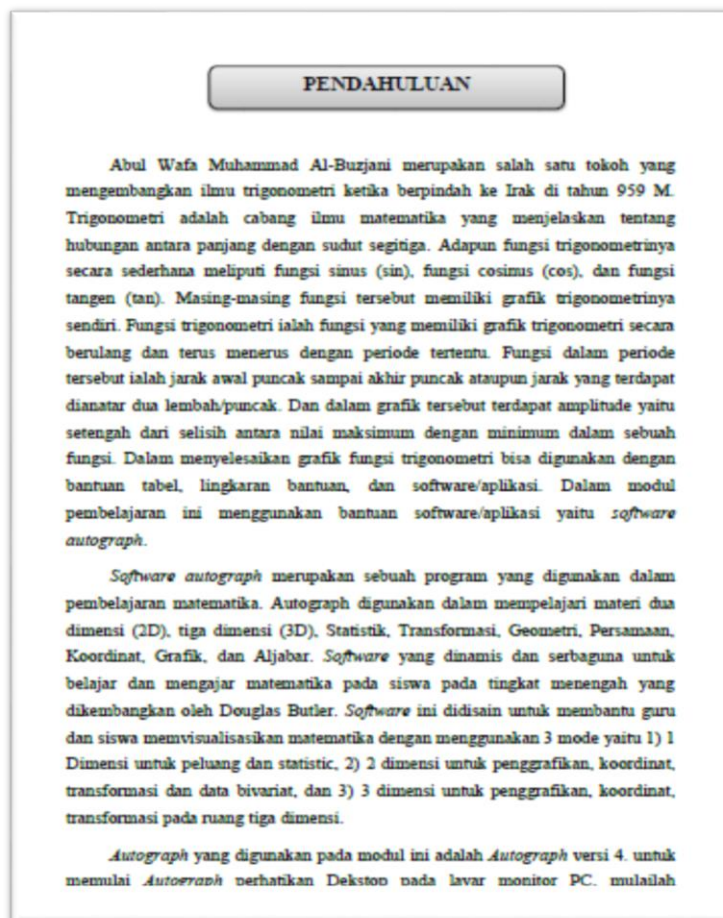 PENDAHULUAN
Abul Wafa Muhammad Al-Buzjani merupakan salah satu tokoh yang
mengembangkan ilmu trigonometri ketika berpindah ke Irak di tahun 959 M.
Trigonometri adalah cabang ilmu matematika yang menjelaskan tentang
hubungan antara panjang dengan sudut segitiga. Adapun fungsi trigonometrinya
secara sederhana meliputi fungsi sinus (sin), fungsi cosinus (cos), dan fungsi
tangen (tan). Masing-masing fungsi tersebut memiliki grafik trigonometrinya
sendiri. Fungsi trigonometri ialah fungsi yang memiliki grafik trigonometri secara
berulang dan terus menerus dengan periode tertentu. Fungsi dalam periode
tersebut ialah jarak awal puncak sampai akhir puncak ataupun jarak yang terdapat
dianatar dua lembah/puncak. Dan dalam grafik tersebut terdapat amplitude yaitu
setengah dari selisih antara nilai maksimum dengan minimum dalam sebuah
fungsi. Dalam menyelesaikan grafik fungsi trigonometri bisa digunakan dengan
bantuan tabel, lingkaran bantuan, dan software/aplikasi. Dalam modul
pembelajaran ini menggunakan bantuan software/aplikasi yaitu software
autograph.
Software autograph merupakan sebuah program yang digunakan dalam
pembelajaran matematika. Autograph digunakan dalam mempelajari materi dua
dimensi (2D), tiga dimensi (3D), Statistik, Transformasi, Geometri, Persamaan,
Koordinat, Grafik, dan Aljabar. Software yang dinamis dan serbaguna untuk
belajar dan mengajar matematika pada siswa pada tingkat menengah yang
dikembangkan oleh Douglas Butler. Software ini didisain untuk membantu guru
dan siswa memvisualisasikan matematika dengan menggunakan 3 mode yaitu 1) 1
Dimensi untuk peluang dan statistic, 2) 2 dimensi untuk penggrafikan, koordinat,
transformasi dan data bivariat, dan 3) 3 dimensi untuk penggrafikan, koordinat,
transformasi pada ruang tiga dimensi.
Autograph yang digunakan pada modul ini adalah Autograph versi 4. untuk
memulai Autograph perhatikan Dekstop pada layar monitor PC, mulailah